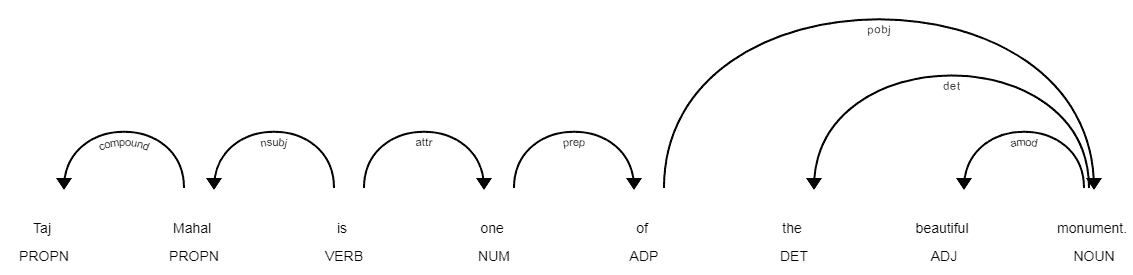 pobj
det
compound nsubj attr prep amod
Taj Mahal is one of the beautiful monument.
PROPN PROPN VERB NUM ADP DET ADJ NOUN